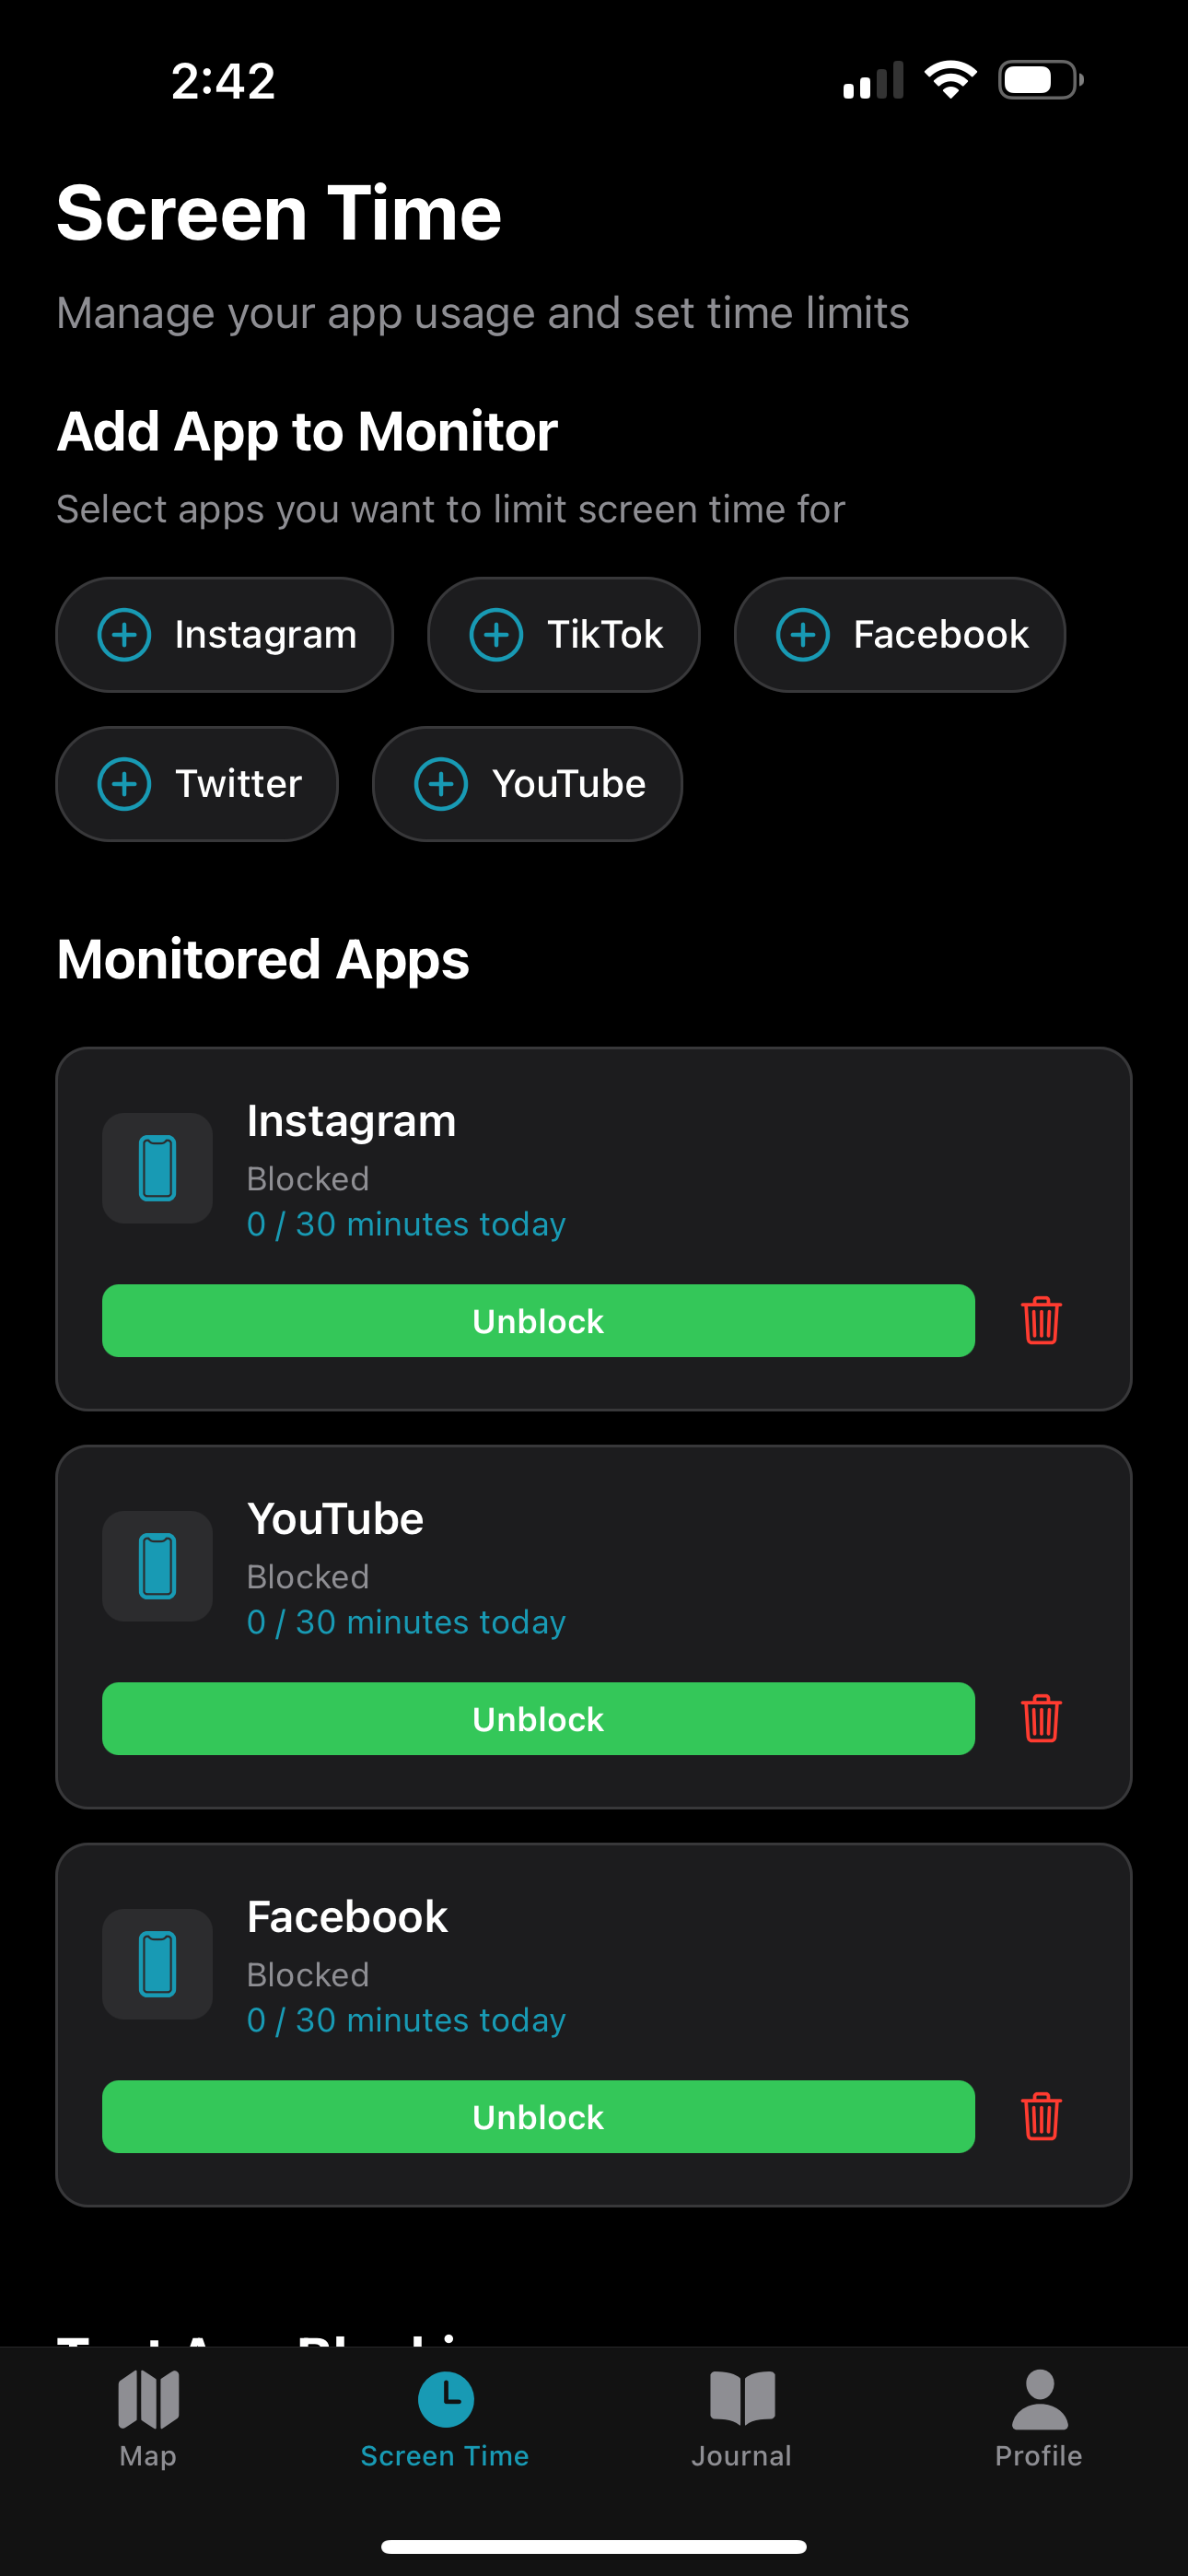 2:42
Screen Time
Manage your app usage and set time limits
Add App to Monitor
Select apps you want to limit screen time for
Instagram TikTok Facebook
Twitter YouTube
Monitored Apps
Instagram
Blocked
0 / 30 minutes today
Unblock
YouTube
Blocked
0 / 30 minutes today
Unblock
Facebook
Blocked
0 / 30 minutes today
Unblock
Map Screen Time Journal Profile